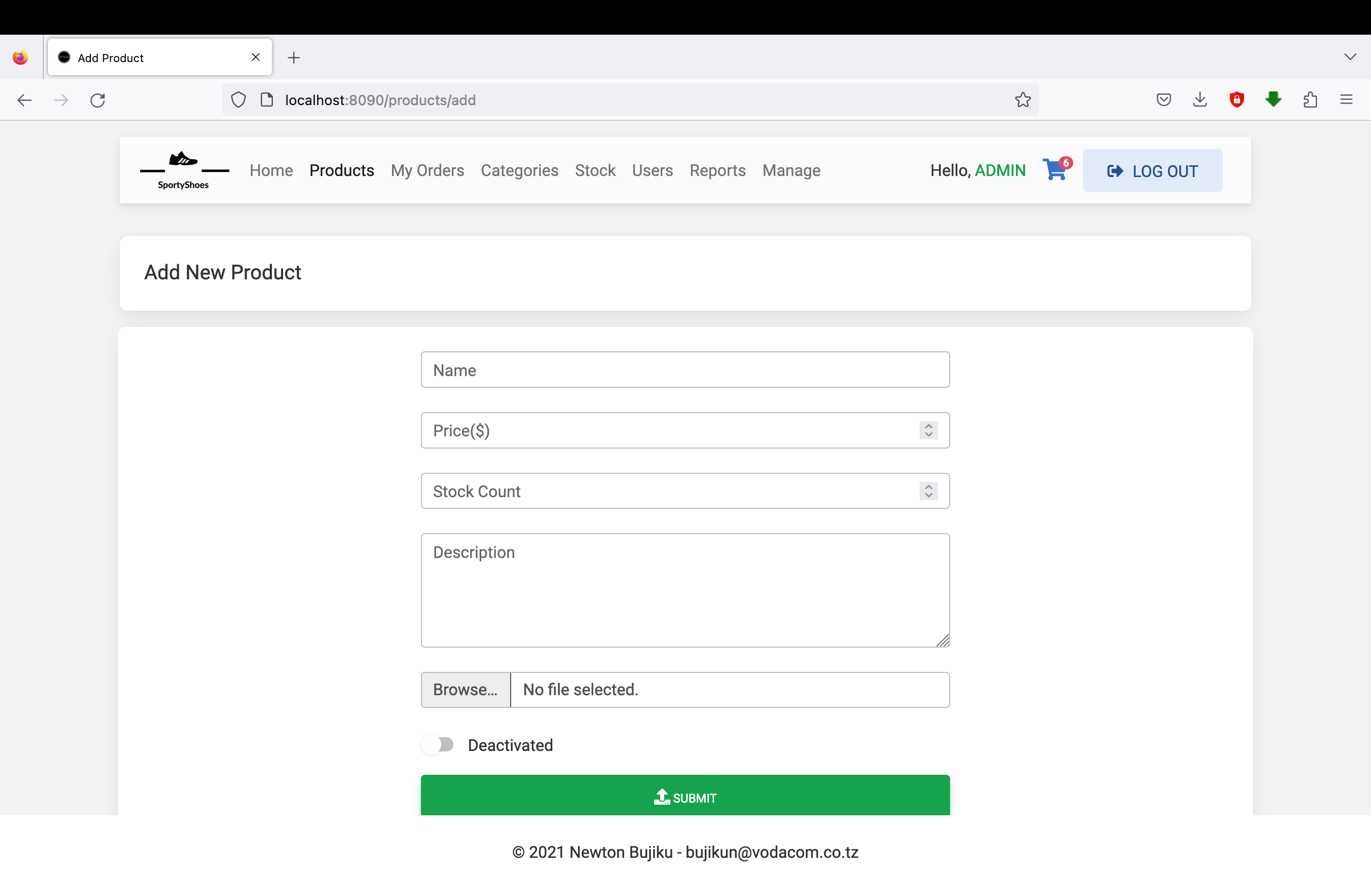 Add Product
localhost:8090/products/add
SportyShoes
Home Products My Orders Categories Stock Users Reports Manage
Hello, ADMIN
6
LOG OUT
Add New Product
Name
Price($)
Stock Count
Description
Browse... No file selected.
Deactivated
SUBMIT
© 2021 Newton Bujiku - bujikun@vodacom.co.tz